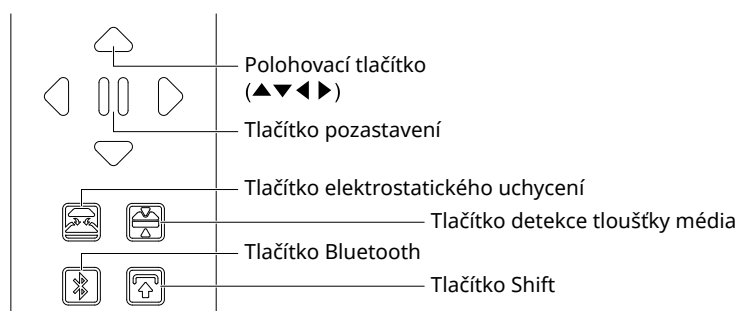 Polohovací tlačítko
(▲▼◀▶)
Tlačítko pozastavení
Tlačítko elektrostatického uchycení
Tlačítko detekce tloušťky média
Tlačítko Bluetooth
Tlačítko Shift